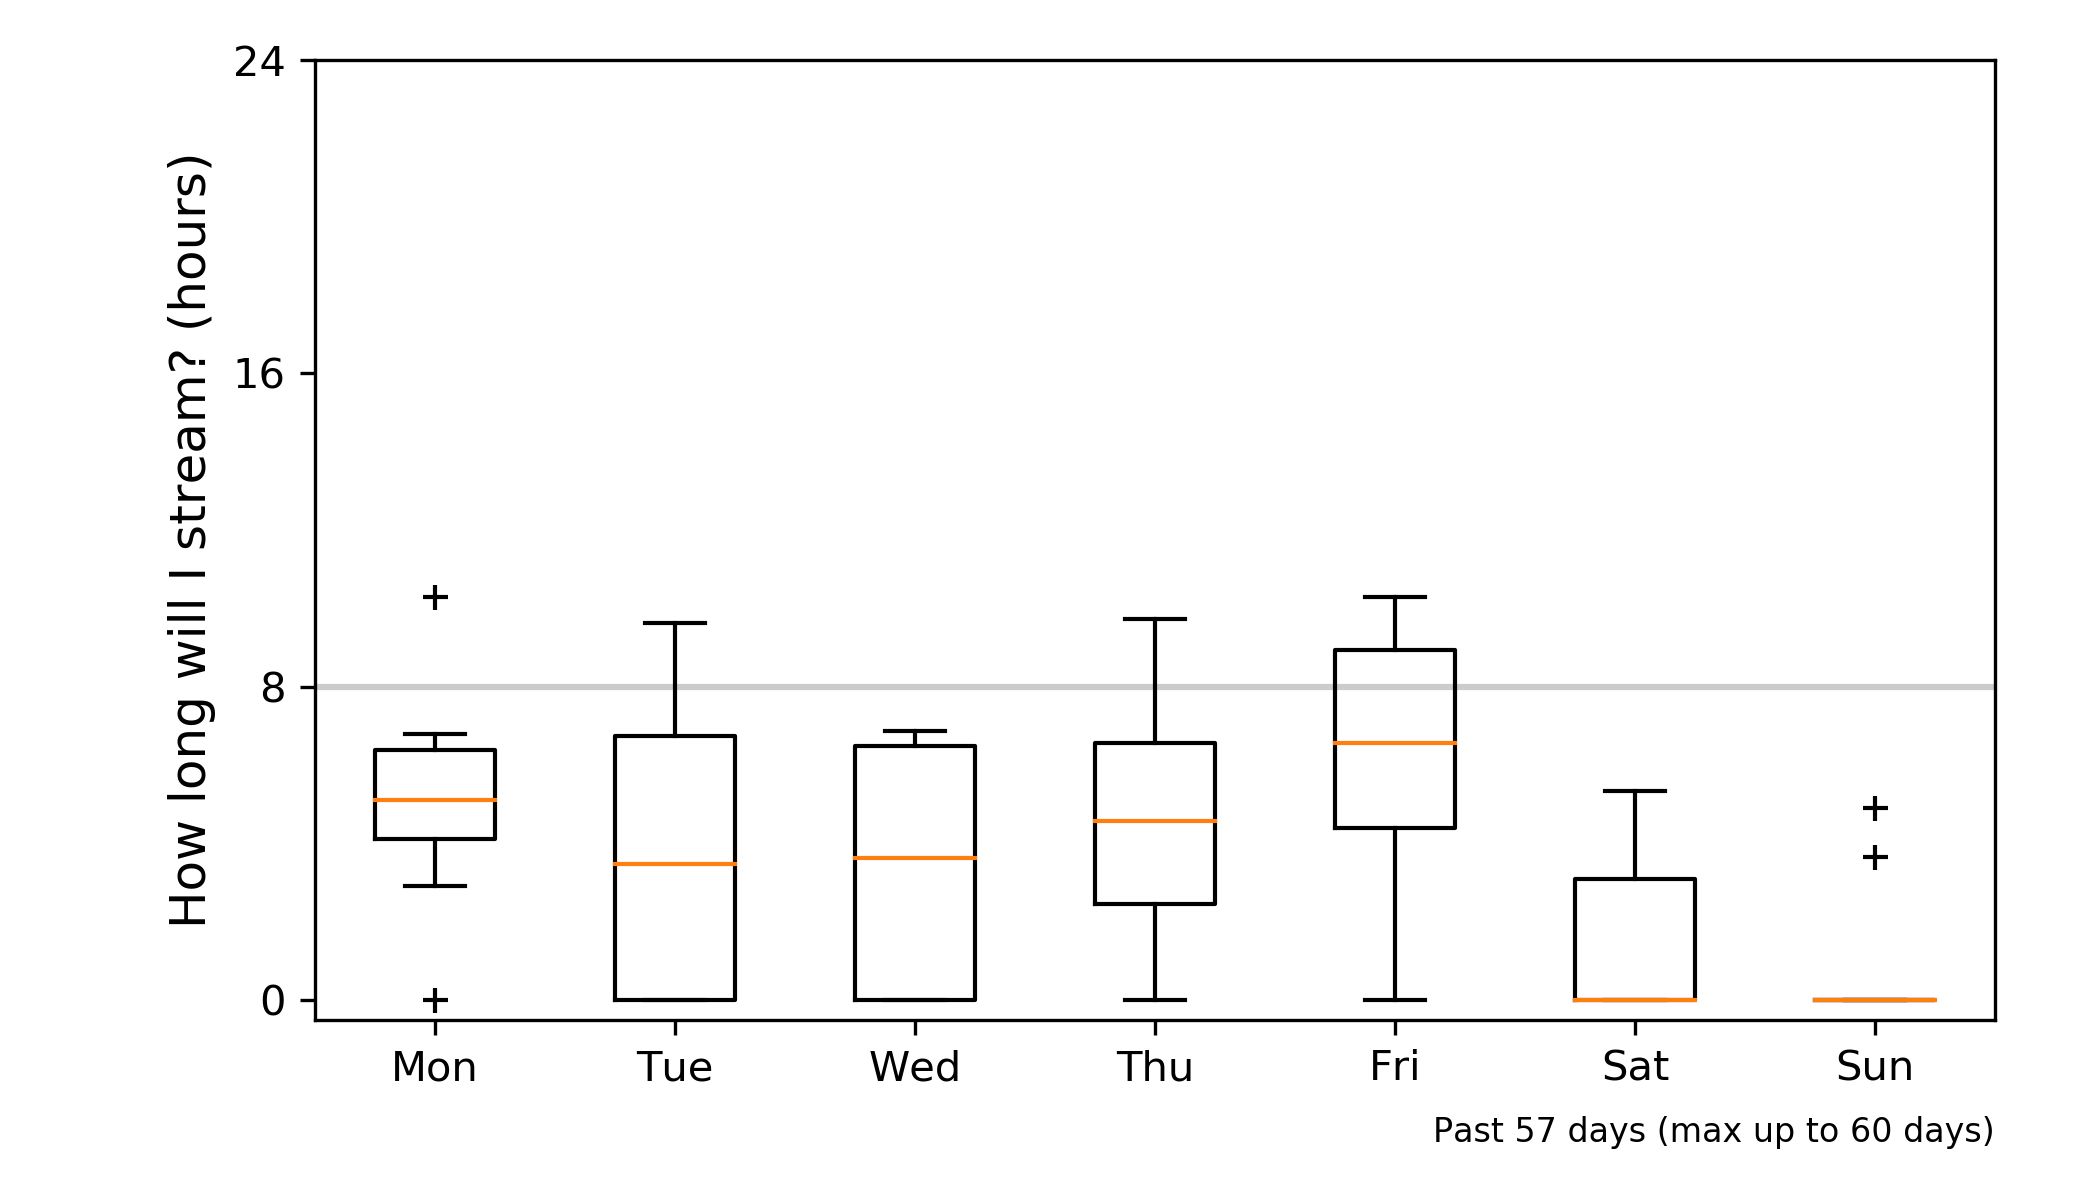 How long will I stream? (hours)
24
16
8
0
Mon Tue Wed Thu Fri Sat Sun
Past 57 days (max up to 60 days)